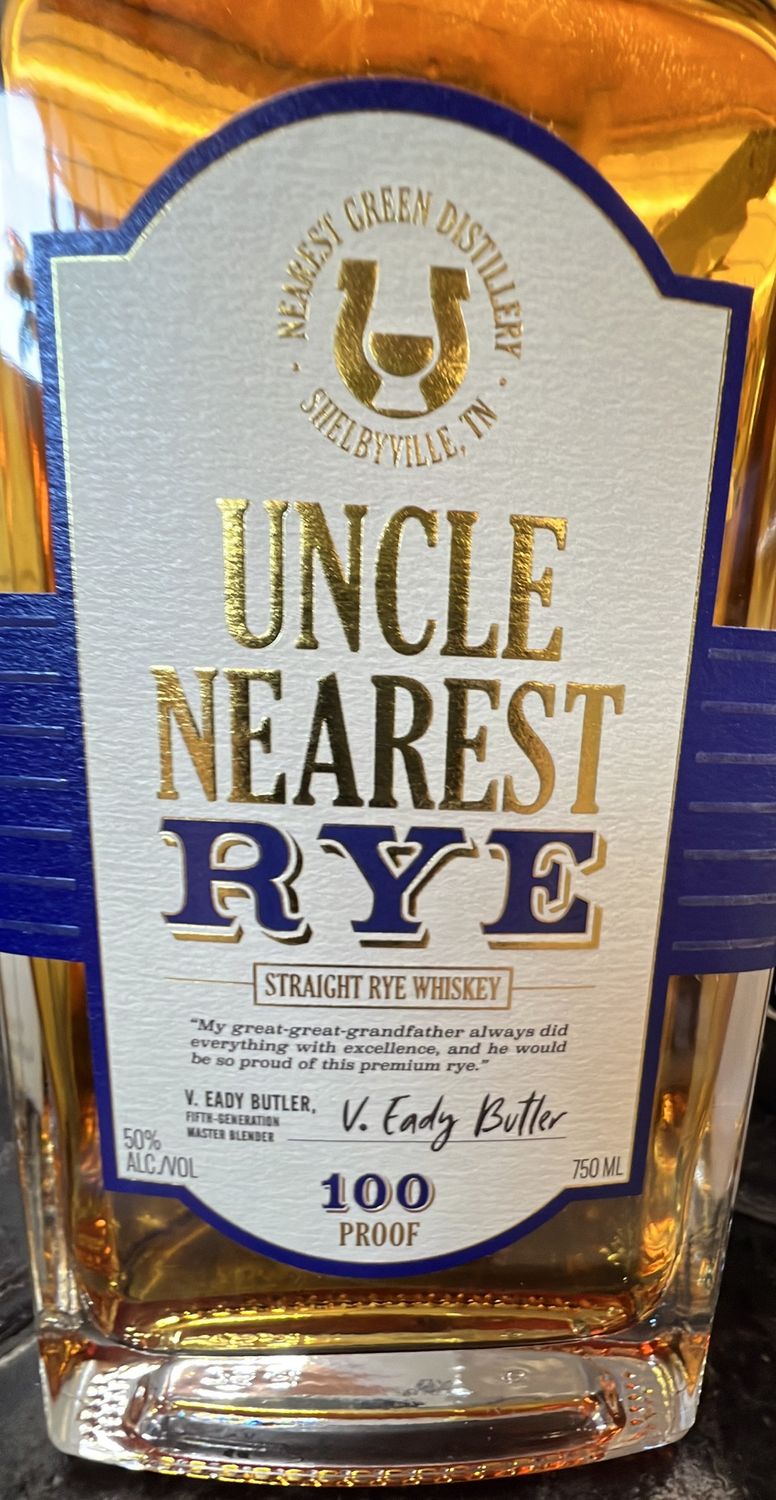 · NEAREST GREEN DISTILLERY ·
SHELBYVILLE, TN
UNCLE
NEAREST
RYE
STRAIGHT RYE WHISKEY
"My great-great-grandfather always did
everything with excellence, and he would
be so proud of this premium rye."
V. EADY BUTLER,
FIFTH-GENERATION
MASTER BLENDER
V. Eady Butler
50%
ALC./VOL
750 ML
100
PROOF